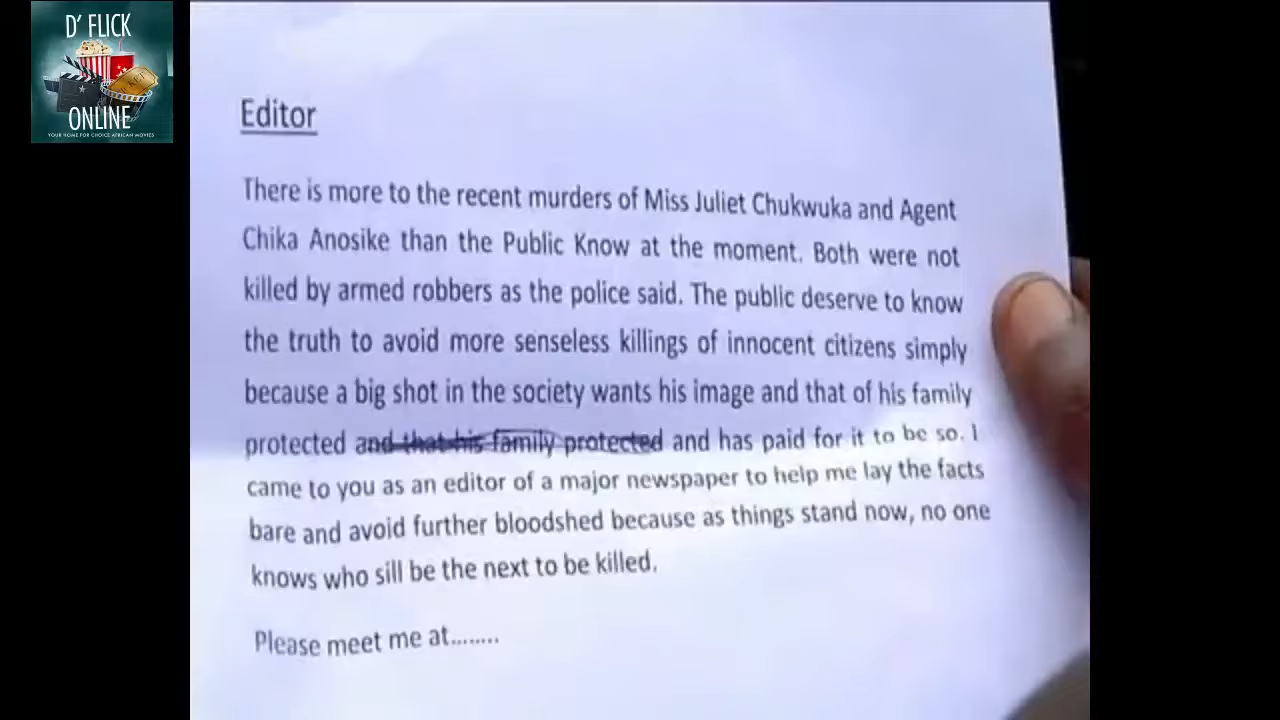 D' FLICK
ONLINE
YOUR HOME FOR CHOICE AFRICAN MOVIES
Editor
There is more to the recent murders of Miss Juliet Chukwuka and Agent
Chika Anosike than the Public Know at the moment. Both were not
killed by armed robbers as the police said. The public deserve to know
the truth to avoid more senseless killings of innocent citizens simply
because a big shot in the society wants his image and that of his family
protected and that his family protected and has paid for it to be so. I
came to you as an editor of a major newspaper to help me lay the facts
bare and avoid further bloodshed because as things stand now, no one
knows who sill be the next to be killed.
Please meet me at........